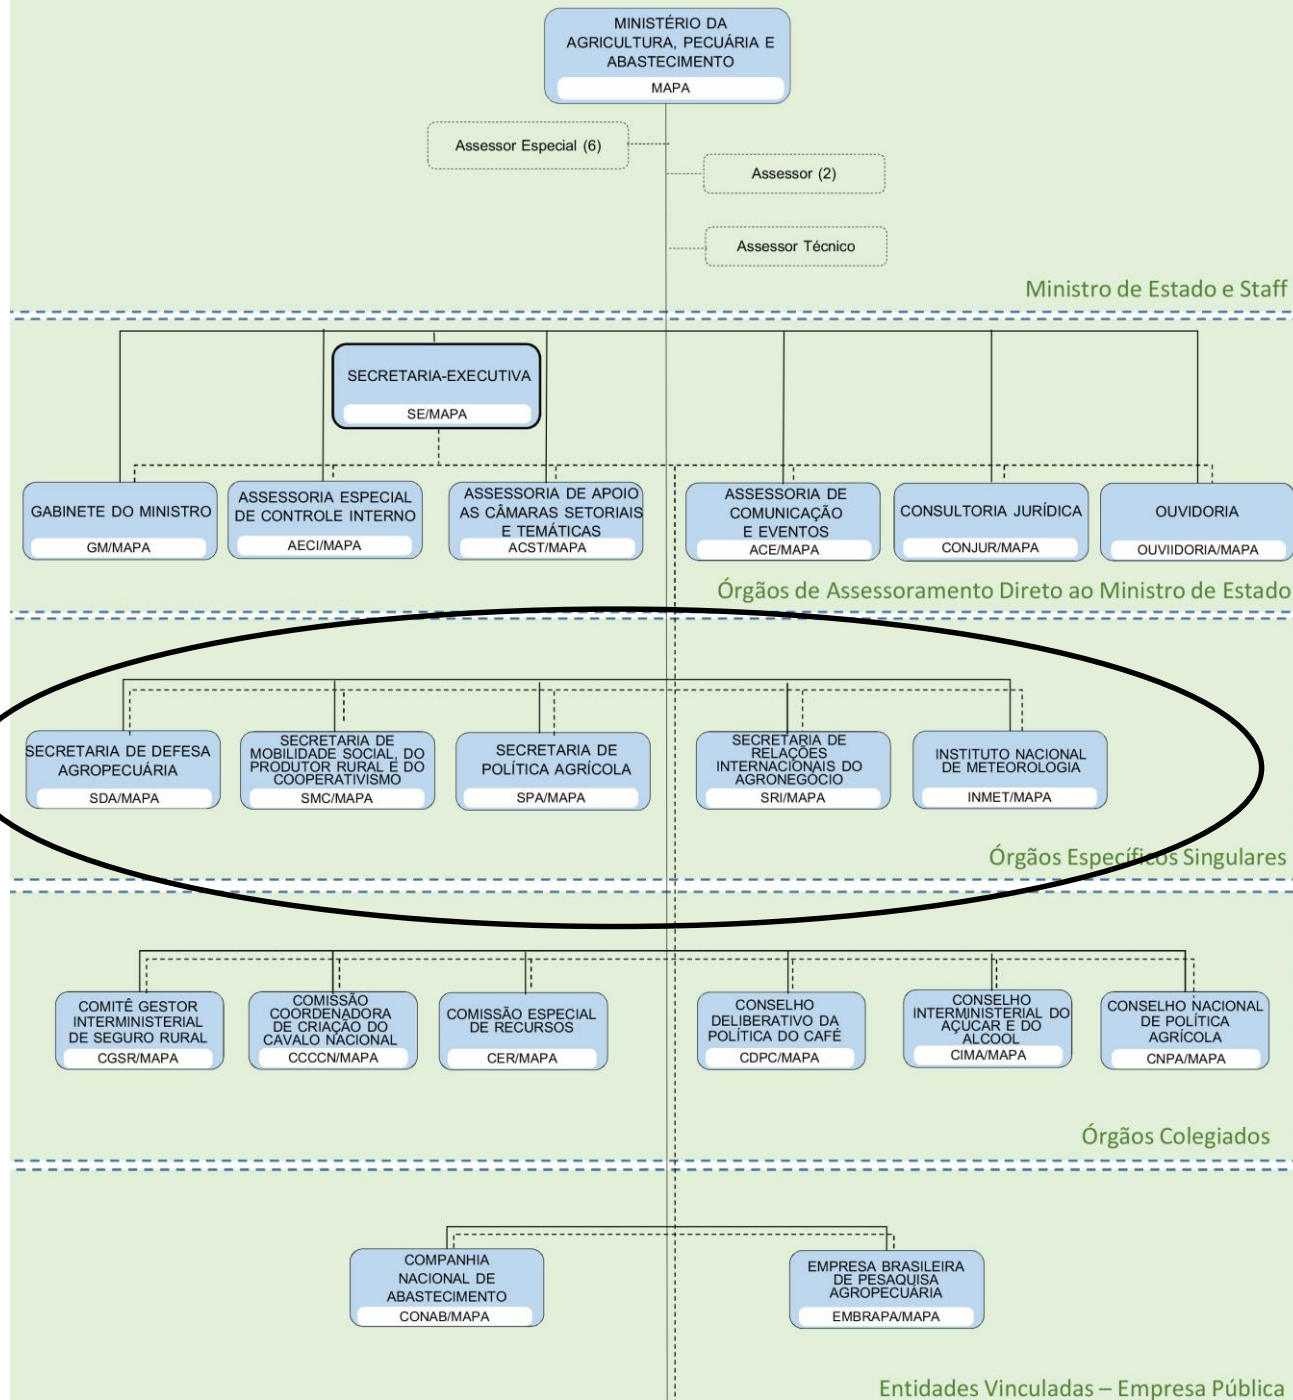 MINISTÉRIO DA
AGRICULTURA, PECUÁRIA E
ABASTECIMENTO
MAPA
Assessor Especial (6)
Assessor (2)
Assessor Técnico
Ministro de Estado e Staff
SECRETARIA-EXECUTIVA
SE/MAPA
GABINETE DO MINISTRO
GM/MAPA
ASSESSORIA ESPECIAL
DE CONTROLE INTERNO
AECI/MAPA
ASSESSORIA DE APOIO
AS CÂMARAS SETORIAIS
E TEMÁTICAS
ACST/MAPA
ASSESSORIA DE
COMUNICAÇÃO
E EVENTOS
ACE/MAPA
CONSULTORIA JURÍDICA
CONJUR/MAPA
OUVIDORIA
OUVIIDORIA/MAPA
Órgãos de Assessoramento Direto ao Ministro de Estado
SECRETARIA DE DEFESA
AGROPECUÁRIA
SDA/MAPA
SECRETARIA DE
MOBILIDADE SOCIAL, DO
PRODUTOR RURAL E DO
COOPERATIVISMO
SMC/MAPA
SECRETARIA DE
POLÍTICA AGRÍCOLA
SPA/MAPA
SECRETARIA DE
RELAÇÕES
INTERNACIONAIS DO
AGRONEGÓCIO
SRI/MAPA
INSTITUTO NACIONAL
DE METEOROLOGIA
INMET/MAPA
Órgãos Específicos Singulares
COMITÊ GESTOR
INTERMINISTERIAL
DE SEGURO RURAL
CGSR/MAPA
COMISSÃO
COORDENADORA
DE CRIAÇÃO DO
CAVALO NACIONAL
CCCCN/MAPA
COMISSÃO ESPECIAL
DE RECURSOS
CER/MAPA
CONSELHO
DELIBERATIVO DA
POLÍTICA DO CAFÉ
CDPC/MAPA
CONSELHO
INTERMINISTERIAL DO
AÇUCAR E DO
ALCOOL
CIMA/MAPA
CONSELHO NACIONAL
DE POLÍTICA
AGRÍCOLA
CNPA/MAPA
Órgãos Colegiados
COMPANHIA
NACIONAL DE
ABASTECIMENTO
CONAB/MAPA
EMPRESA BRASILEIRA
DE PESAQUISA
AGROPECUÁRIA
EMBRAPA/MAPA
Entidades Vinculadas – Empresa Pública